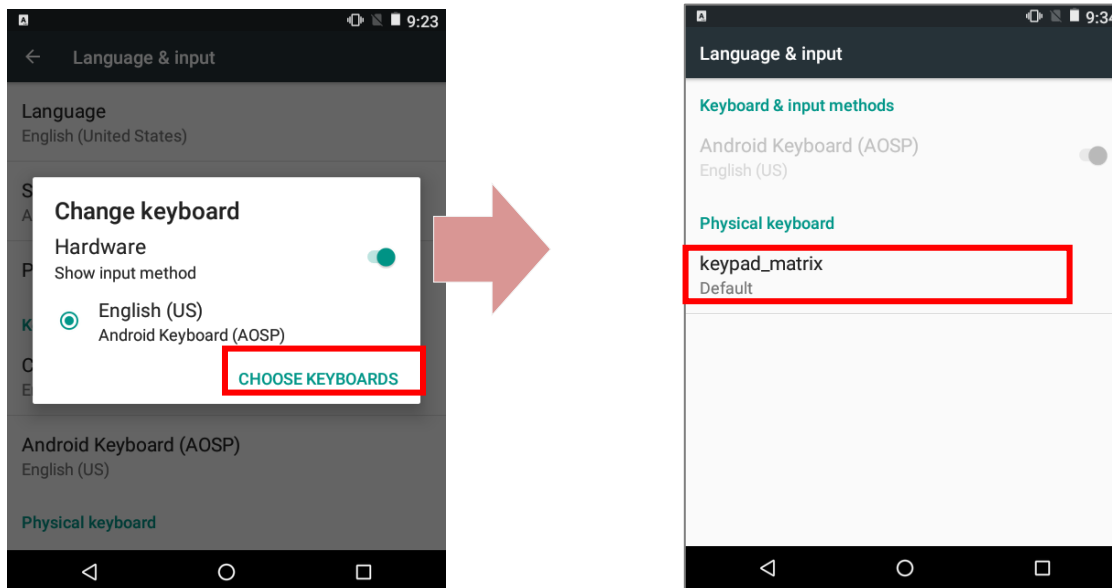 9:23
Language & input
Language
English (United States)
S
A
Change keyboard
Hardware
Show input method
P
English (US)
K
Android Keyboard (AOSP)
C
CHOOSE KEYBOARDS
E
Android Keyboard (AOSP)
English (US)
Physical keyboard
9:34
Language & input
Keyboard & input methods
Android Keyboard (AOSP)
English (US)
Physical keyboard
keypad_matrix
Default